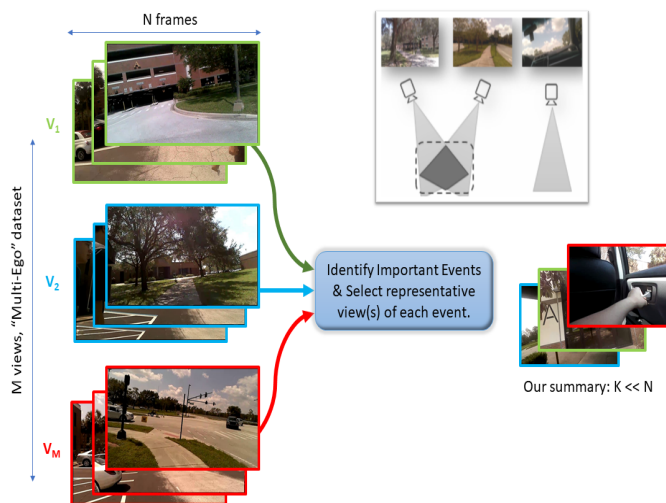 N frames
V1
V2
VM
M views, “Multi-Ego” dataset
Identify Important Events
& Select representative
view(s) of each event.
Our summary: K << N